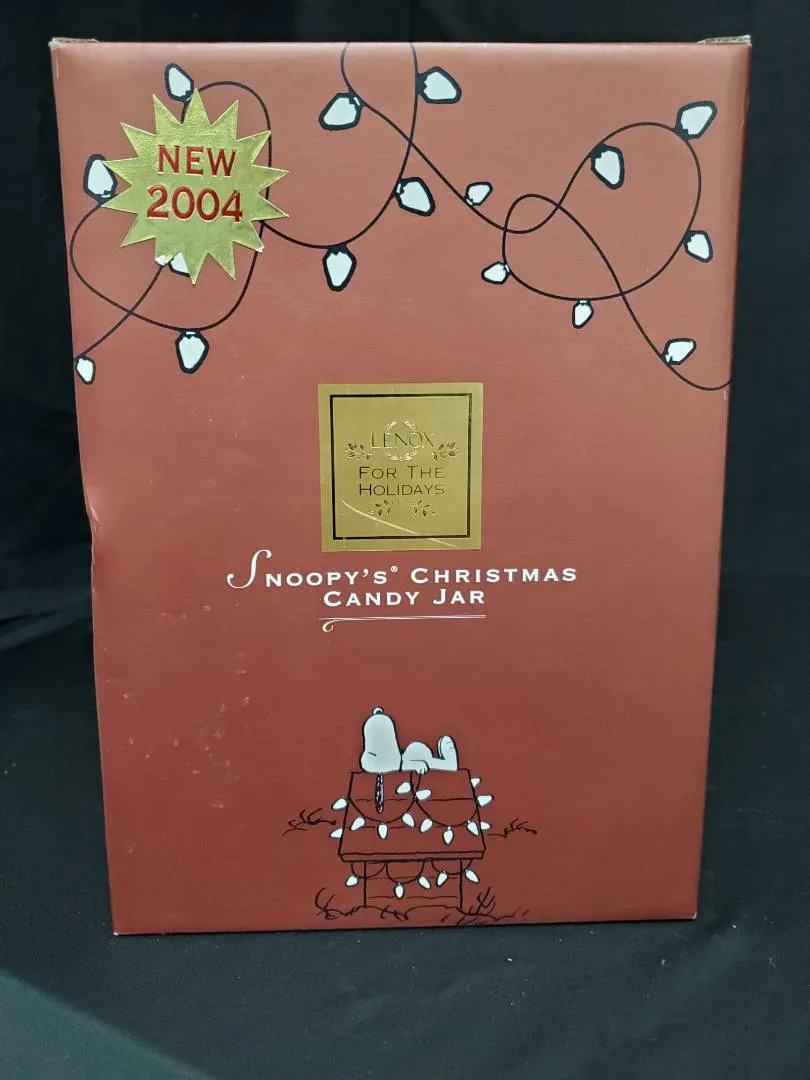 NEW
2004
LENOX
FOR THE
HOLIDAYS
SNOOPY'S® CHRISTMAS
CANDY JAR